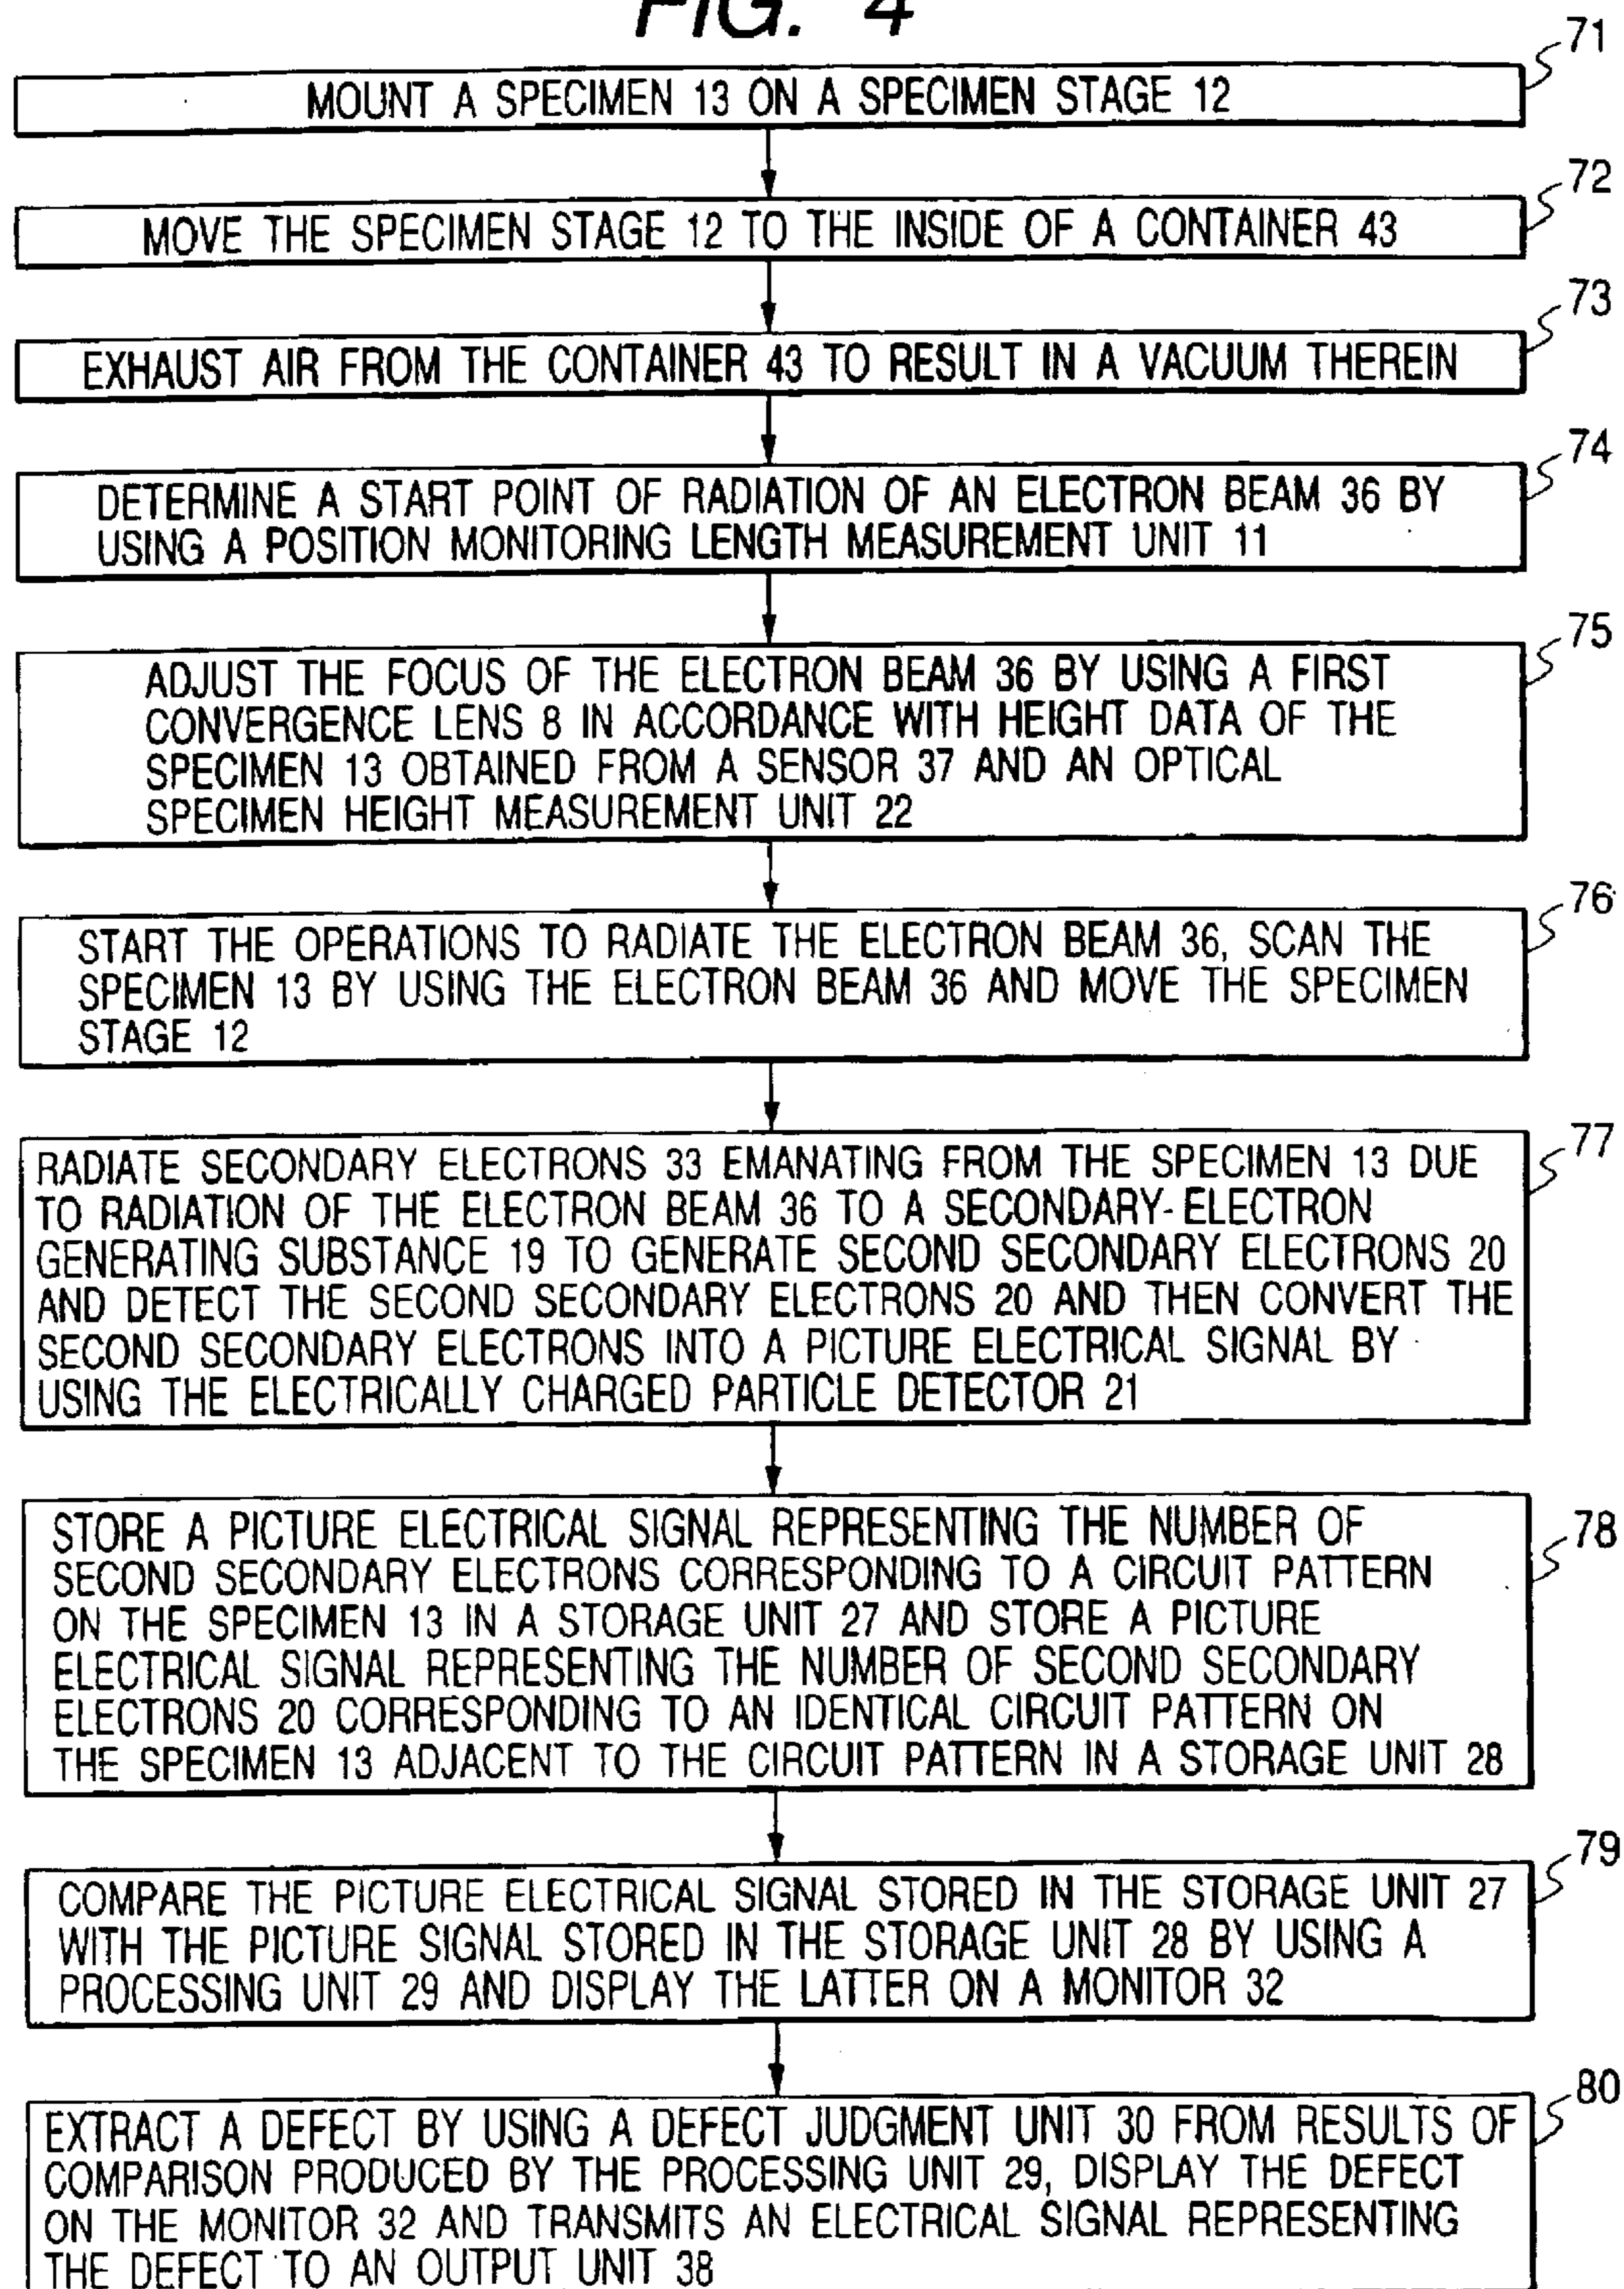 FIG. 4
71
MOUNT A SPECIMEN 13 ON A SPECIMEN STAGE 12
72
MOVE THE SPECIMEN STAGE 12 TO THE INSIDE OF A CONTAINER 43
73
EXHAUST AIR FROM THE CONTAINER 43 TO RESULT IN A VACUUM THEREIN
74
DETERMINE A START POINT OF RADIATION OF AN ELECTRON BEAM 36 BY
USING A POSITION MONITORING LENGTH MEASUREMENT UNIT 11
75
ADJUST THE FOCUS OF THE ELECTRON BEAM 36 BY USING A FIRST
CONVERGENCE LENS 8 IN ACCORDANCE WITH HEIGHT DATA OF THE
SPECIMEN 13 OBTAINED FROM A SENSOR 37 AND AN OPTICAL
SPECIMEN HEIGHT MEASUREMENT UNIT 22
76
START THE OPERATIONS TO RADIATE THE ELECTRON BEAM 36, SCAN THE
SPECIMEN 13 BY USING THE ELECTRON BEAM 36 AND MOVE THE SPECIMEN
STAGE 12
77
RADIATE SECONDARY ELECTRONS 33 EMANATING FROM THE SPECIMEN 13 DUE
TO RADIATION OF THE ELECTRON BEAM 36 TO A SECONDARY-ELECTRON
GENERATING SUBSTANCE 19 TO GENERATE SECOND SECONDARY ELECTRONS 20
AND DETECT THE SECOND SECONDARY ELECTRONS 20 AND THEN CONVERT THE
SECOND SECONDARY ELECTRONS INTO A PICTURE ELECTRICAL SIGNAL BY
USING THE ELECTRICALLY CHARGED PARTICLE DETECTOR 21
78
STORE A PICTURE ELECTRICAL SIGNAL REPRESENTING THE NUMBER OF
SECOND SECONDARY ELECTRONS CORRESPONDING TO A CIRCUIT PATTERN
ON THE SPECIMEN 13 IN A STORAGE UNIT 27 AND STORE A PICTURE
ELECTRICAL SIGNAL REPRESENTING THE NUMBER OF SECOND SECONDARY
ELECTRONS 20 CORRESPONDING TO AN IDENTICAL CIRCUIT PATTERN ON
THE SPECIMEN 13 ADJACENT TO THE CIRCUIT PATTERN IN A STORAGE UNIT 28
79
COMPARE THE PICTURE ELECTRICAL SIGNAL STORED IN THE STORAGE UNIT 27
WITH THE PICTURE SIGNAL STORED IN THE STORAGE UNIT 28 BY USING A
PROCESSING UNIT 29 AND DISPLAY THE LATTER ON A MONITOR 32
80
EXTRACT A DEFECT BY USING A DEFECT JUDGMENT UNIT 30 FROM RESULTS OF
COMPARISON PRODUCED BY THE PROCESSING UNIT 29, DISPLAY THE DEFECT
ON THE MONITOR 32 AND TRANSMITS AN ELECTRICAL SIGNAL REPRESENTING
THE DEFECT TO AN OUTPUT UNIT 38